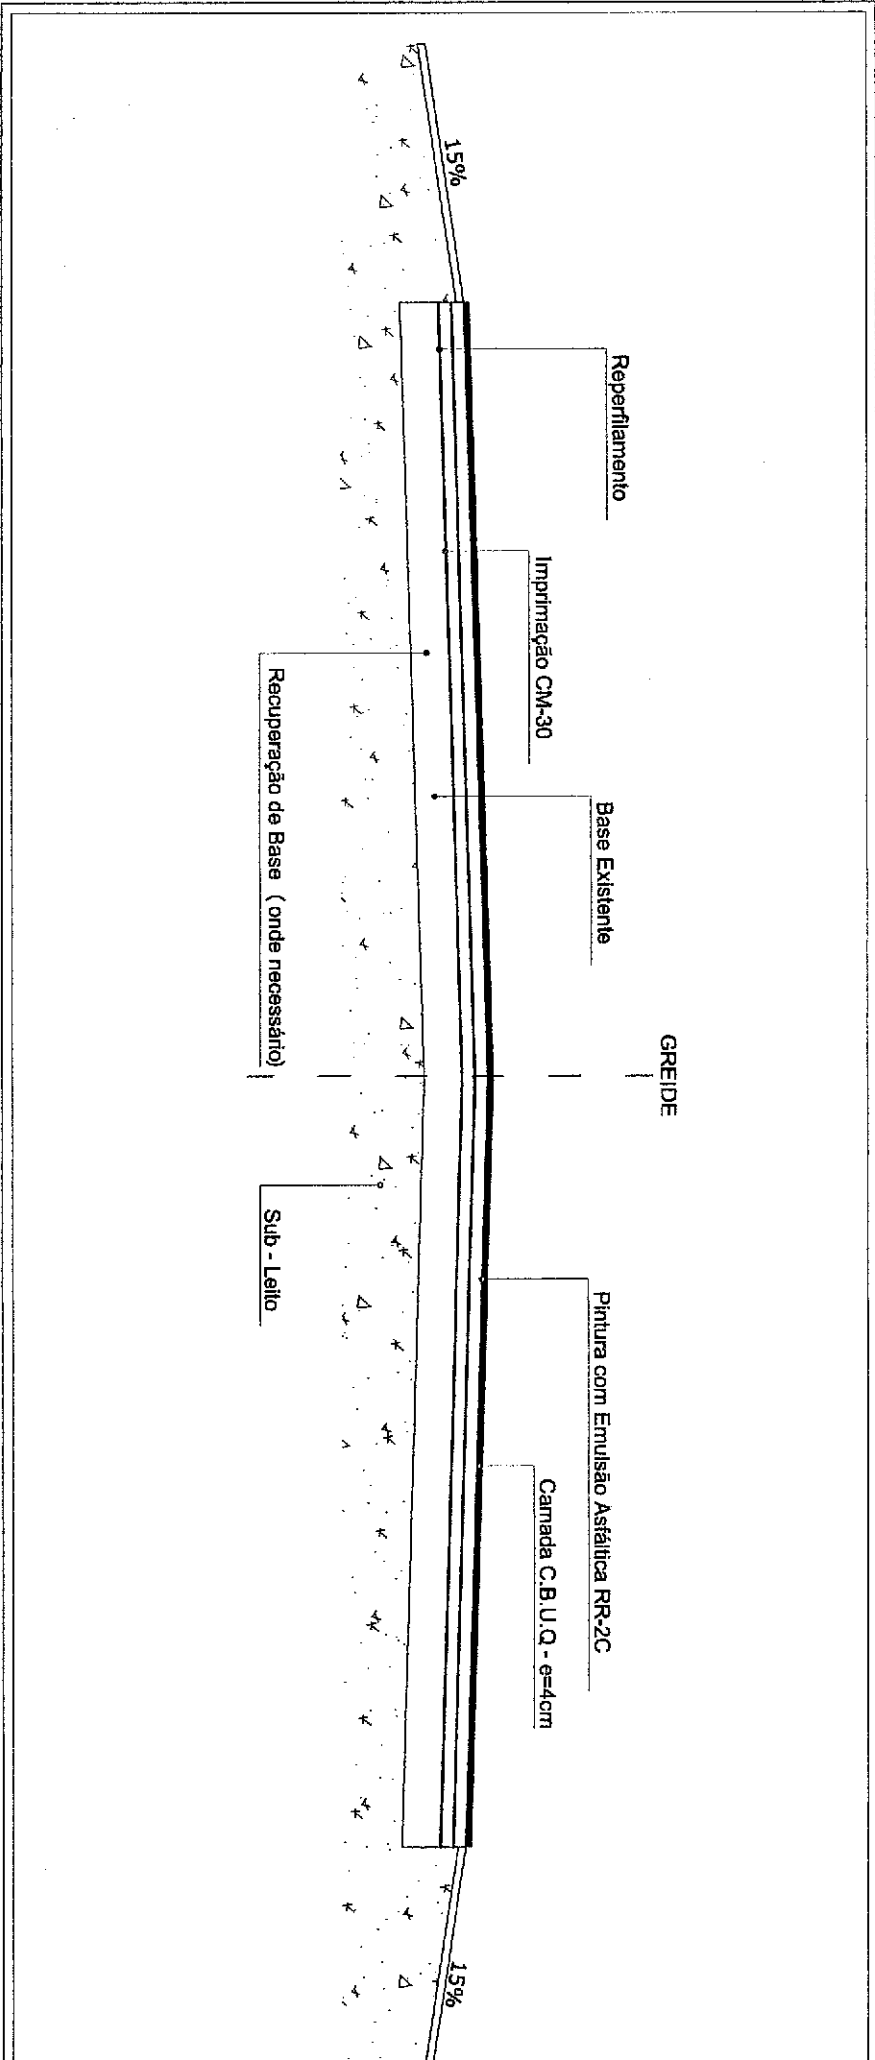 GREIDE
Reperfilamento
Base Existente
Pintura com Emulsão Asfáltica RR-2C
Imprimação CM-30
Camada C.B.U.Q - e=4cm
15%
15%
Recuperação de Base (onde necessário)
Sub - Leito